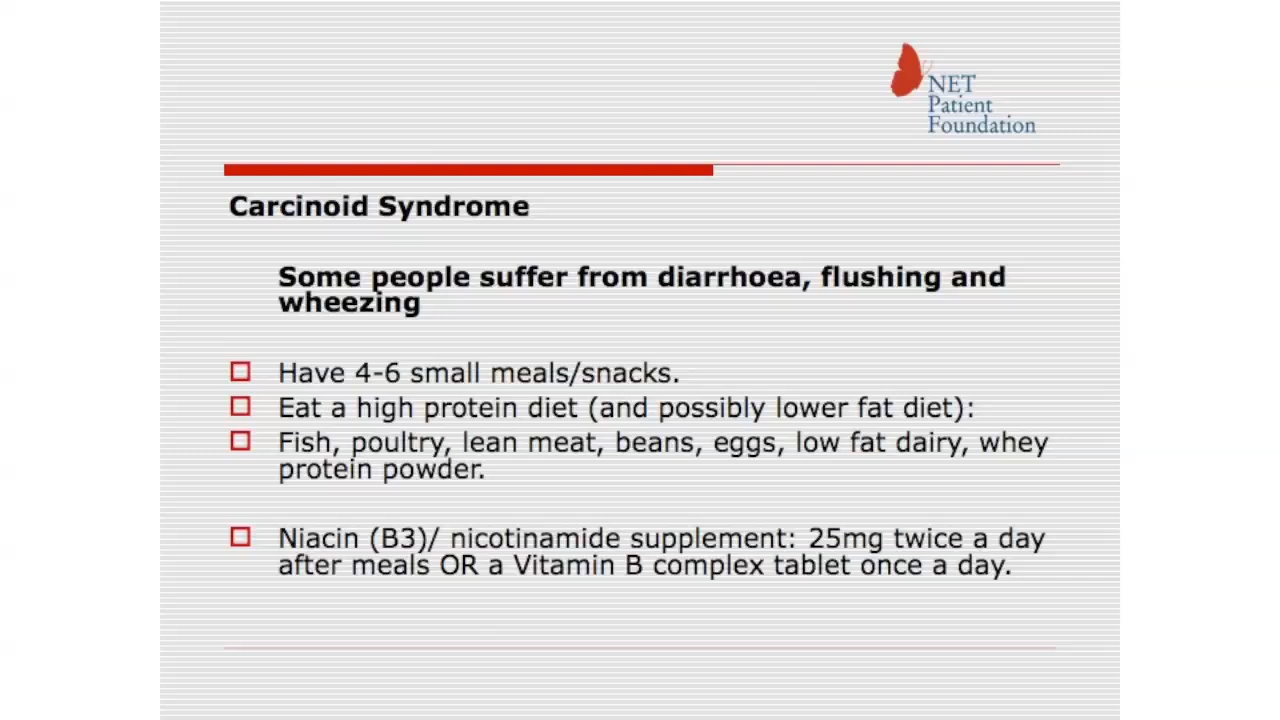 NET
Patient
Foundation
Carcinoid Syndrome
Some people suffer from diarrhoea, flushing and
wheezing
Have 4-6 small meals/snacks.
Eat a high protein diet (and possibly lower fat diet):
Fish, poultry, lean meat, beans, eggs, low fat dairy, whey
protein powder.
Niacin (B3)/ nicotinamide supplement: 25mg twice a day
after meals OR a Vitamin B complex tablet once a day.